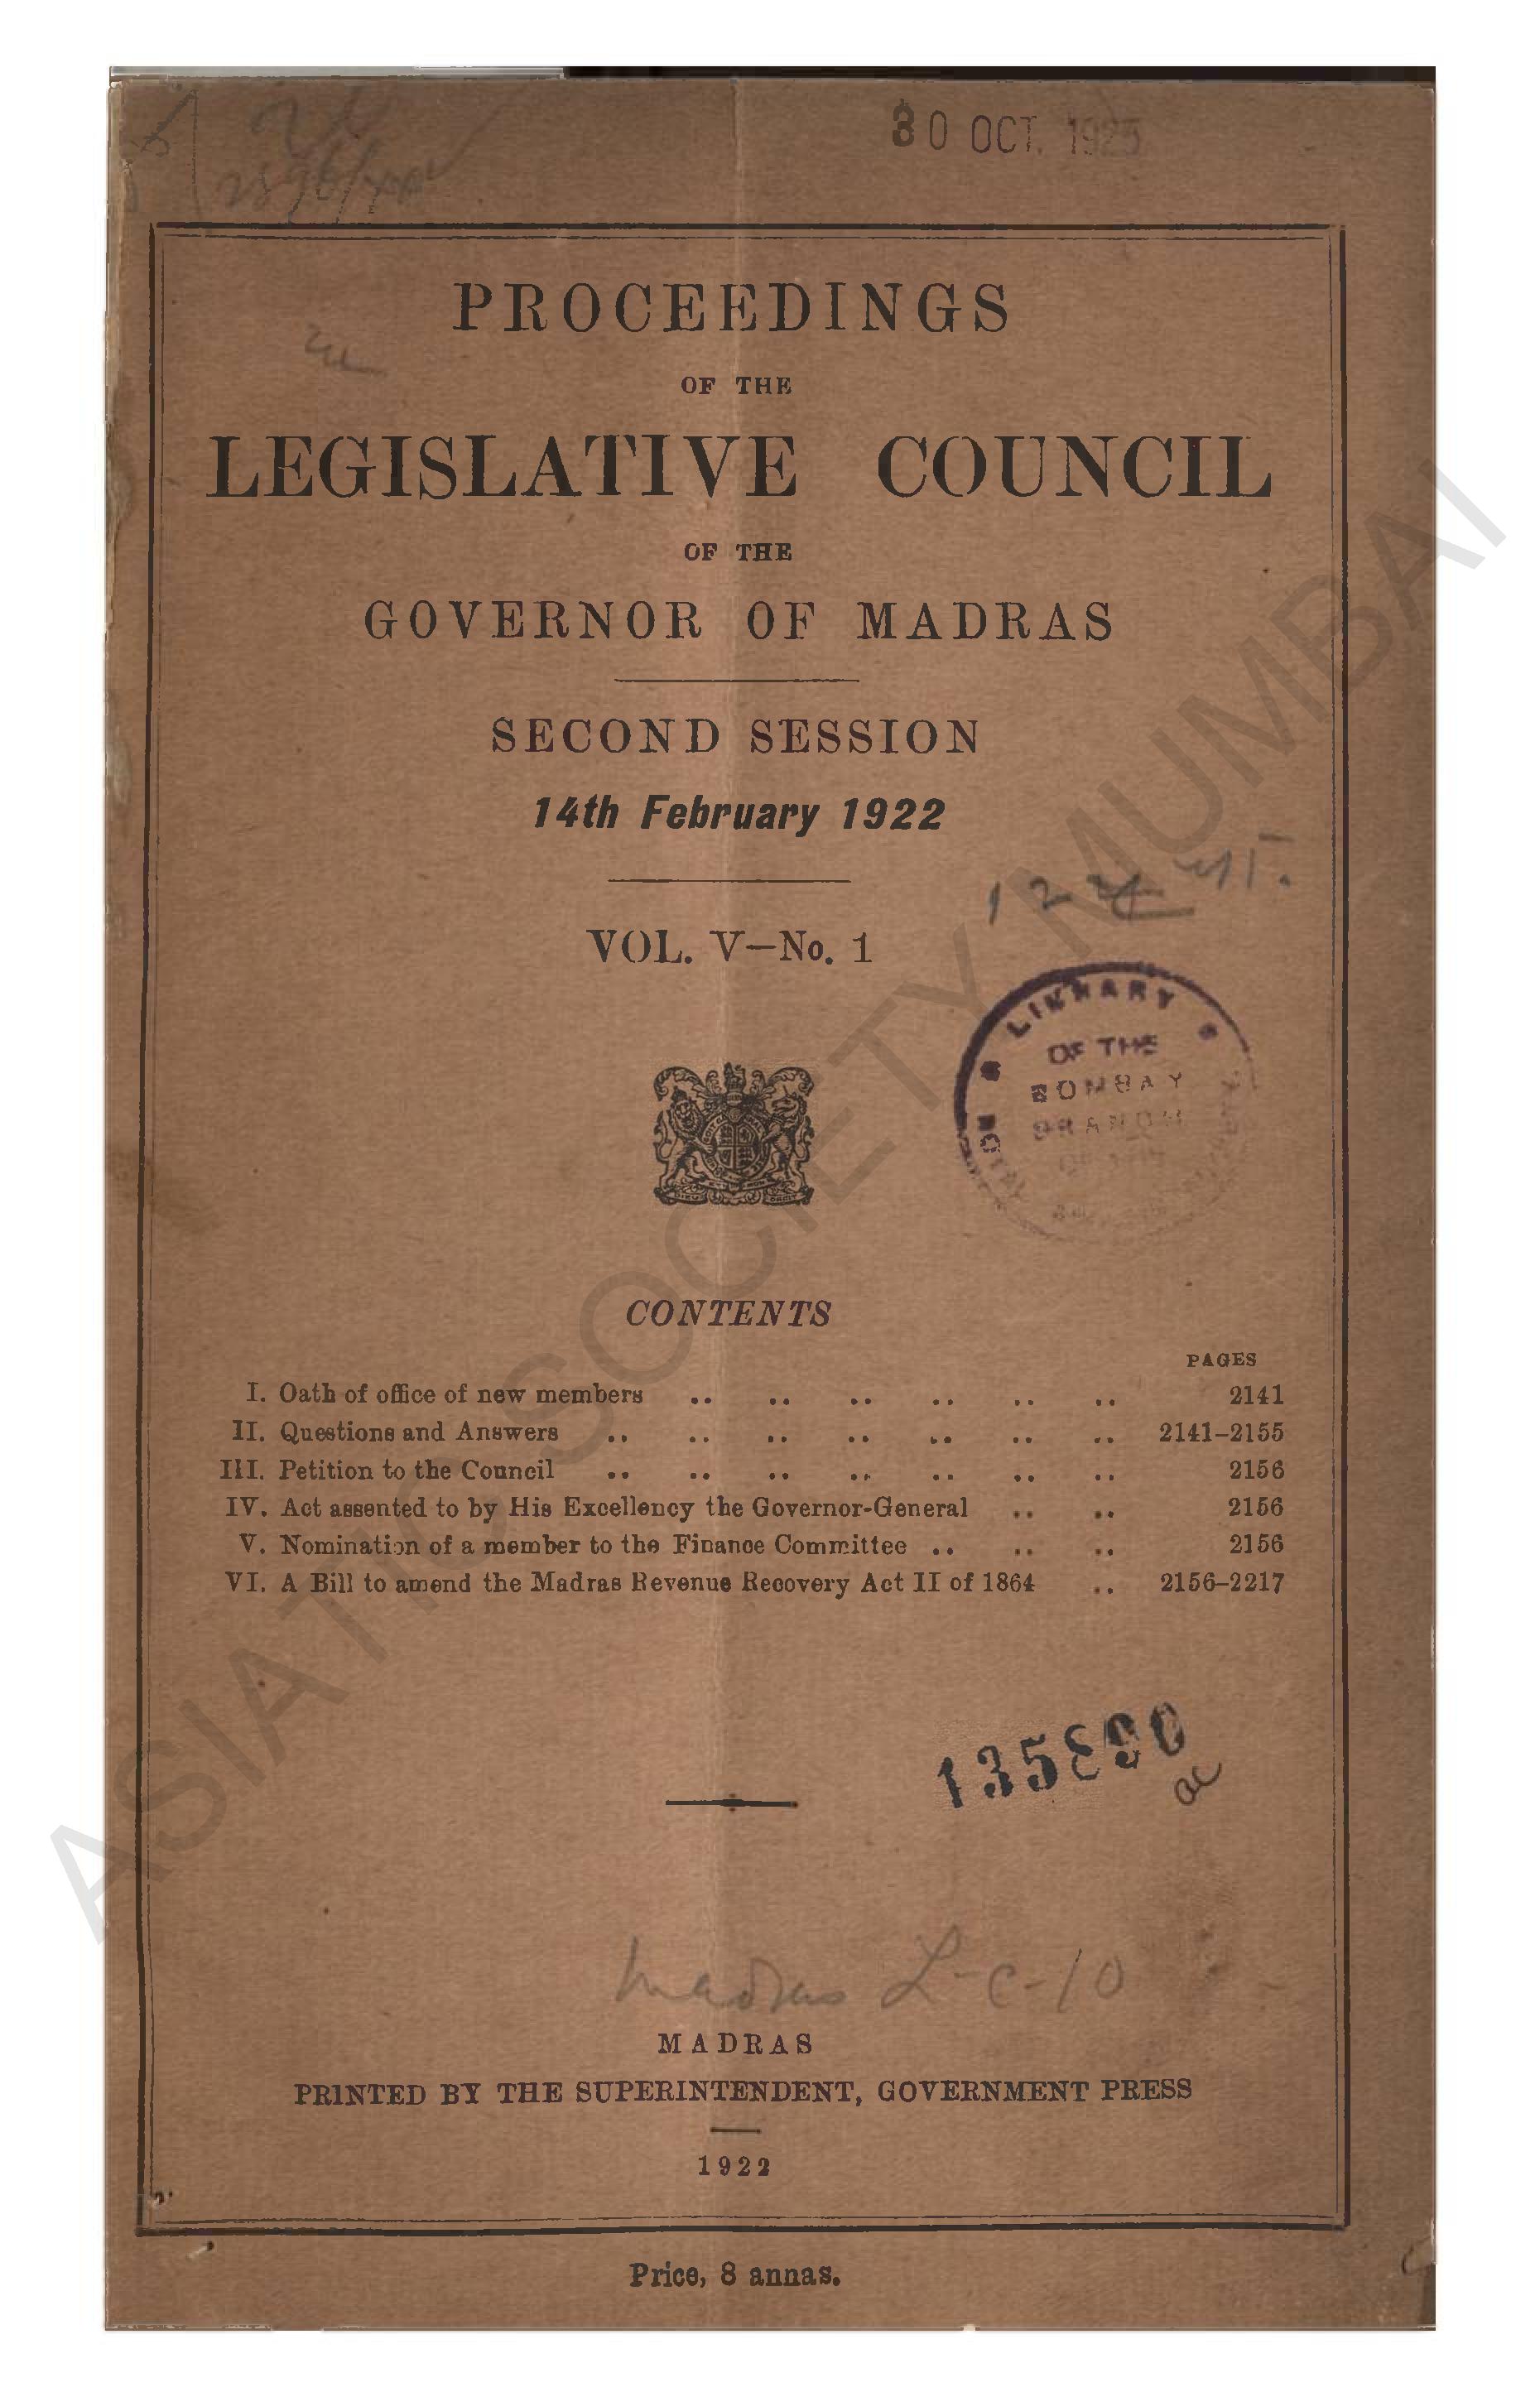 30 OCT. 1925
PROCEEDINGS
OF THE
LEGISLATIVE COUNCIL
OF THE
GOVERNOR OF MADRAS
SECOND SESSION
14th February 1922
VOL. V—No. 1
LIBRARY
OF THE
BOMBAY
BRANCH
CONTENTS
PAGES
I. Oath of office of new members .. .. .. .. .. .. 2141
II. Questions and Answers .. .. .. .. .. .. .. 2141–2155
III. Petition to the Council .. .. .. .. .. .. .. 2156
IV. Act assented to by His Excellency the Governor-General .. .. 2156
V. Nomination of a member to the Finance Committee .. .. .. 2156
VI. A Bill to amend the Madras Revenue Recovery Act II of 1864 .. 2156–2217
Madras L-C-10
MADRAS
PRINTED BY THE SUPERINTENDENT, GOVERNMENT PRESS
1922
Price, 8 annas.
ASIATIC SOCIETY MUMBAI